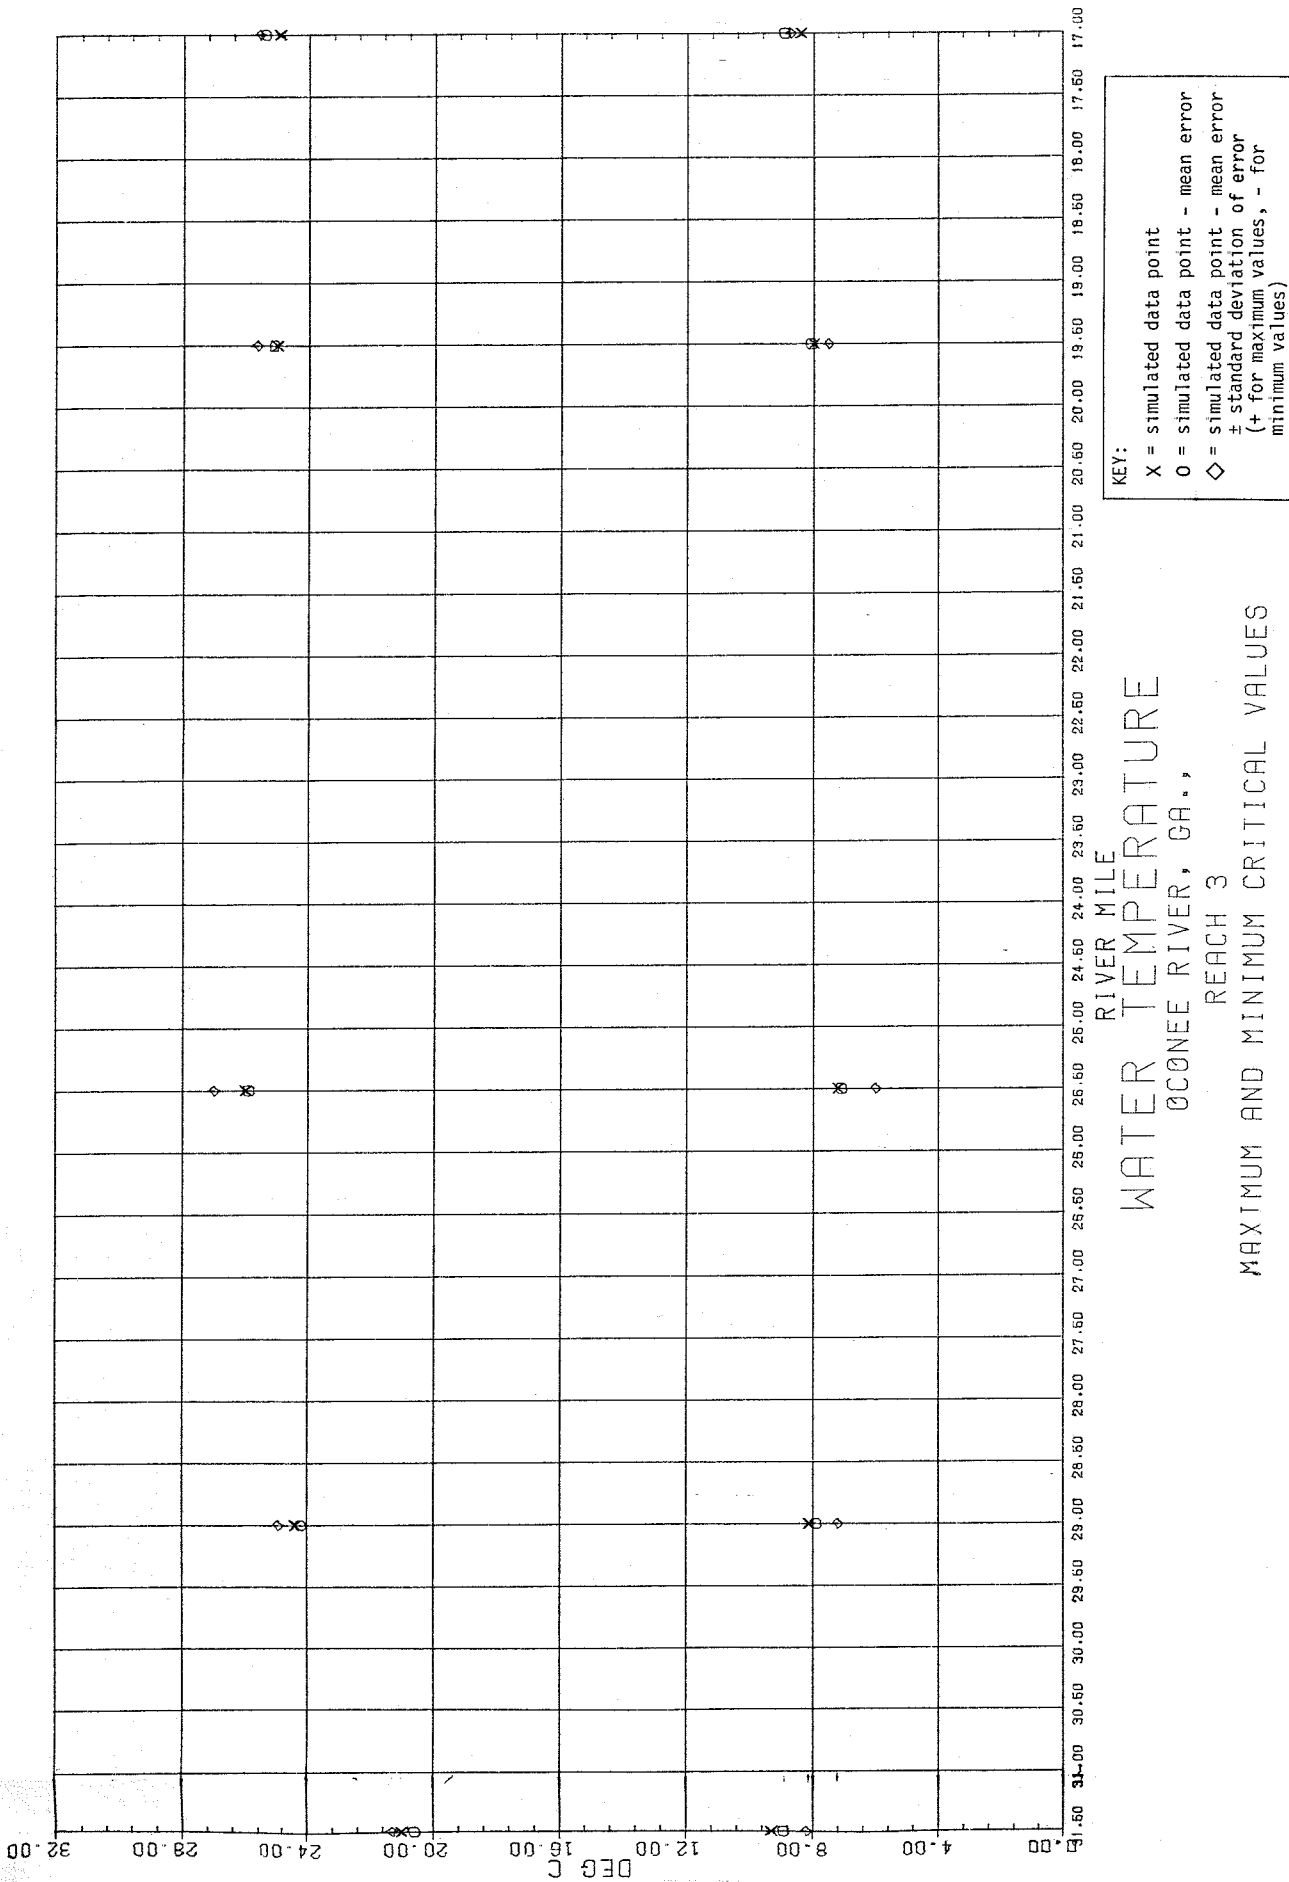 32.00
28.00
24.00
20.00
16.00
12.00
8.00
4.00
0.00
DEG C
31.50 31.00 30.50 30.00 29.50 29.00 28.50 28.00 27.50 27.00 26.50 26.00 25.50 25.00 24.50 24.00 23.50 23.00 22.50 22.00 21.50 21.00 20.50 20.00 19.50 19.00 18.50 18.00 17.50 17.00
RIVER MILE
WATER TEMPERATURE
OCONEE RIVER, GA.,
REACH 3
MAXIMUM AND MINIMUM CRITICAL VALUES
KEY:
X = simulated data point
O = simulated data point - mean error
◇ = simulated data point - mean error
± standard deviation of error
(+ for maximum values, - for
minimum values)